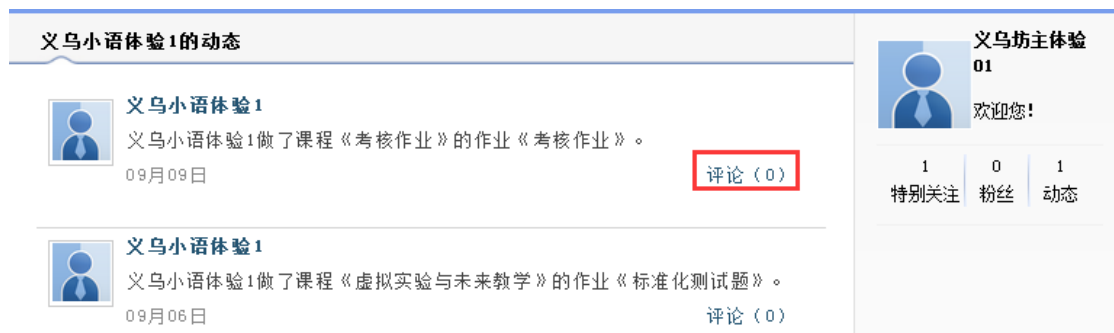 义乌小语体验1的动态
义乌小语体验1
义乌小语体验1做了课程《考核作业》的作业《考核作业》。
09月09日
评论（0）
义乌小语体验1
义乌小语体验1做了课程《虚拟实验与未来教学》的作业《标准化测试题》。
09月06日
评论（0）
义乌坊主体验
01
欢迎您!
1 0 1
特别关注 粉丝 动态